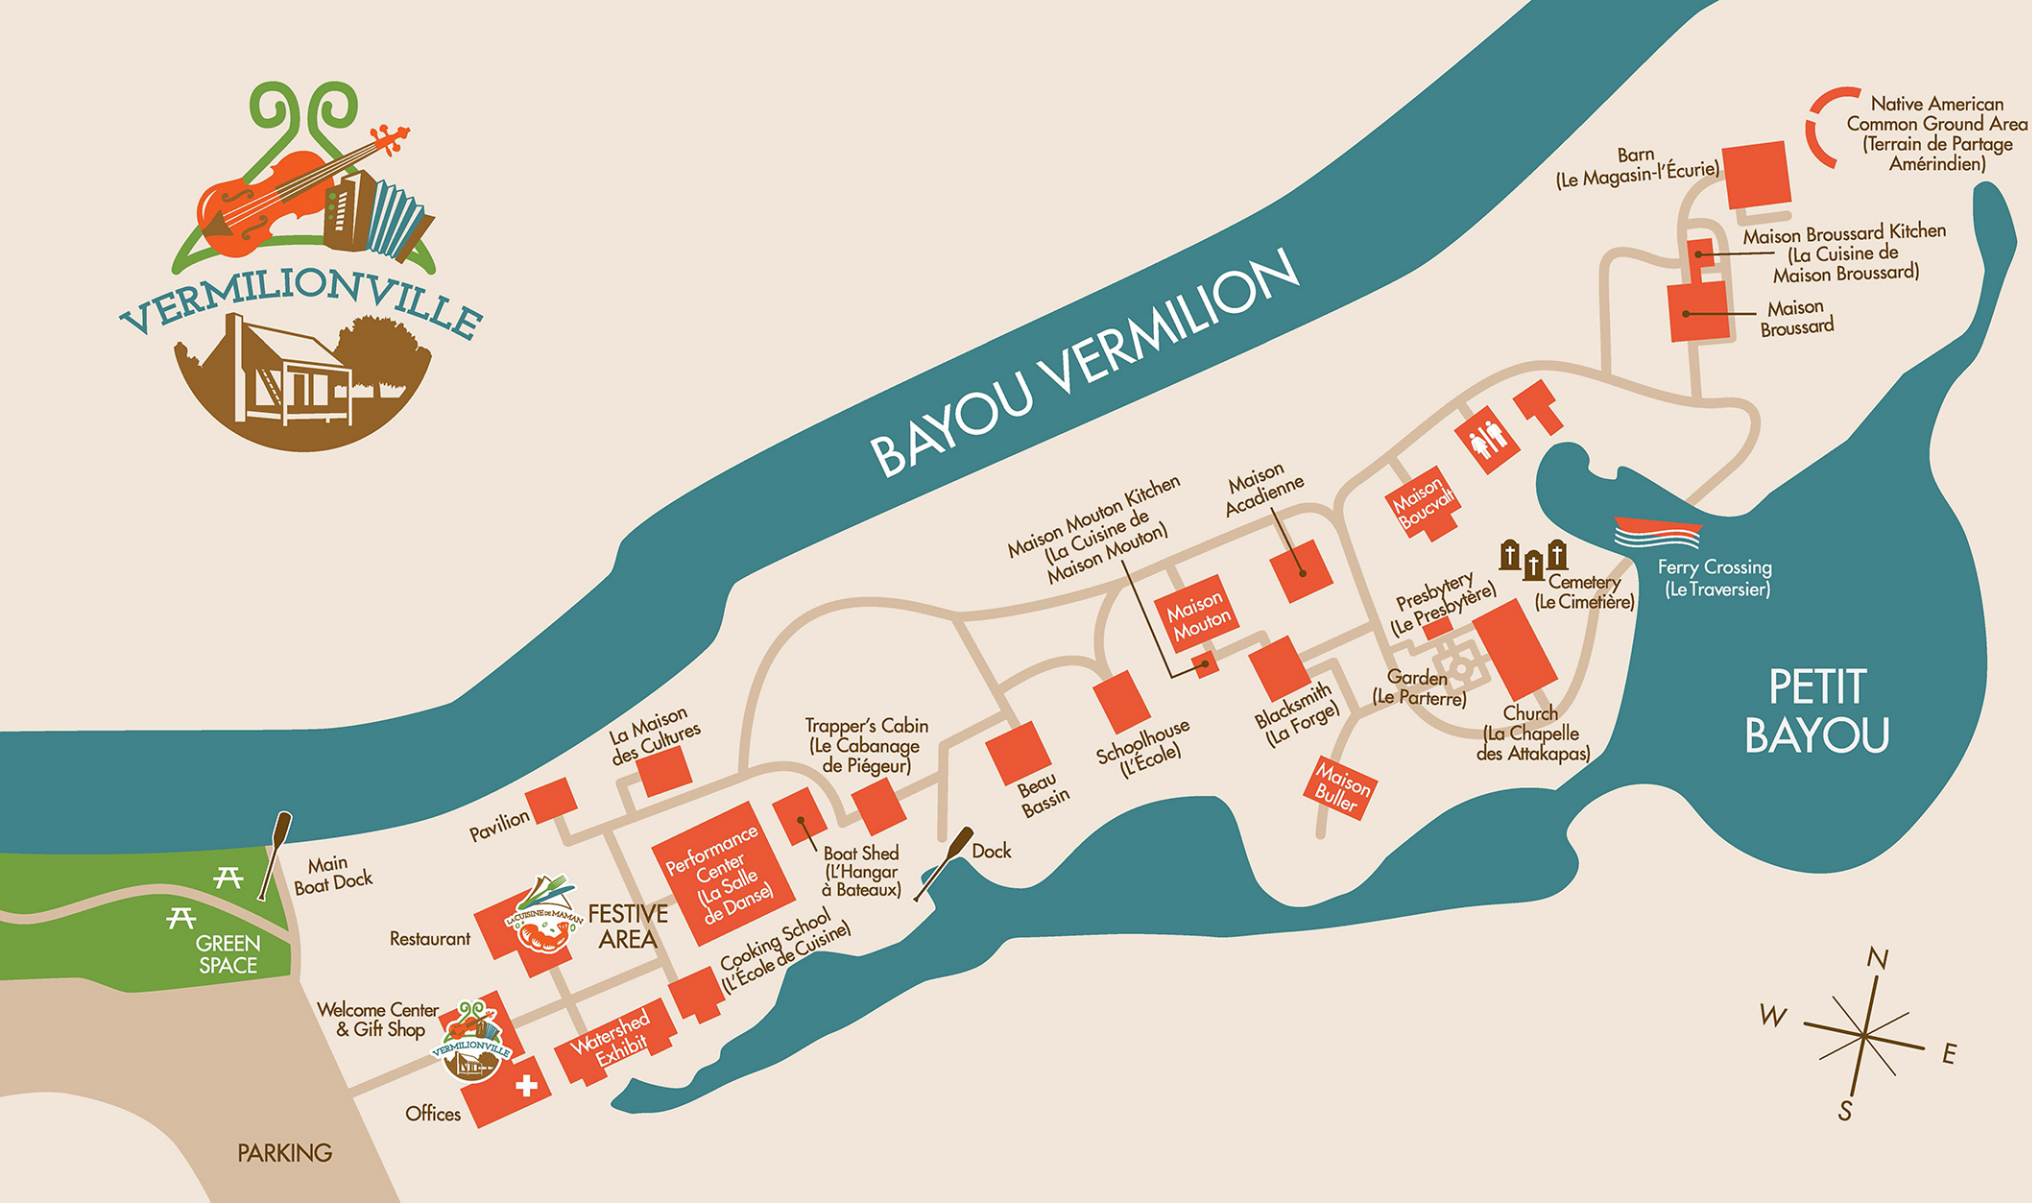 VERMILIONVILLE
BAYOU VERMILION
Native American
Common Ground Area
(Terrain de Partage
Amérindien)
Barn
(Le Magasin-l'Écurie)
Maison Broussard Kitchen
(La Cuisine de
Maison Broussard)
Maison
Broussard
Maison
Boucvalt
Maison
Acadienne
Maison Mouton Kitchen
(La Cuisine de
Maison Mouton)
Maison
Mouton
Cemetery
(Le Cimetière)
Ferry Crossing
(Le Traversier)
Presbytery
(Le Presbytère)
Garden
(Le Parterre)
Church
(La Chapelle
des Attakapas)
PETIT
BAYOU
Blacksmith
(La Forge)
Maison
Buller
Schoolhouse
(L'École)
Beau
Bassin
Trapper's Cabin
(Le Cabanage
de Piégeur)
La Maison
des Cultures
Pavilion
Performance
Center
(La Salle
de Danse)
Boat Shed
(L'Hangar
à Bateaux)
Dock
Main
Boat Dock
GREEN
SPACE
Restaurant
LA CUISINE DE MAMAN
FESTIVE
AREA
Cooking School
(L'École de Cuisine)
Welcome Center
& Gift Shop
VERMILIONVILLE
Watershed
Exhibit
Offices
PARKING
N
W
E
S